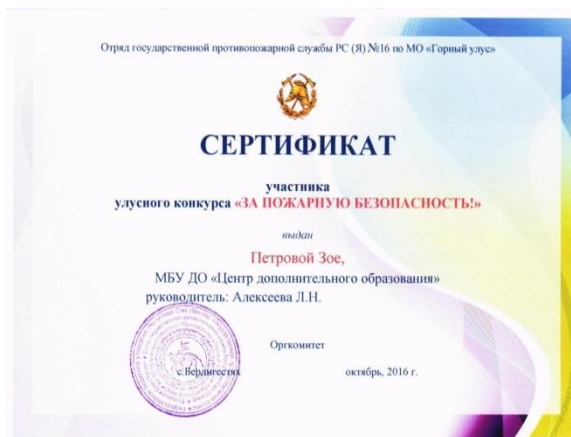 Отряд государственной противопожарной службы РС (Я) №16 по МО «Горный улус»
СЕРТИФИКАТ
участника
улусного конкурса «ЗА ПОЖАРНУЮ БЕЗОПАСНОСТЬ!»
выдан
Петровой Зое,
МБУ ДО «Центр дополнительного образования»
руководитель: Алексеева Л.Н.
Оргкомитет
с.Бердигестях
октябрь, 2016 г.